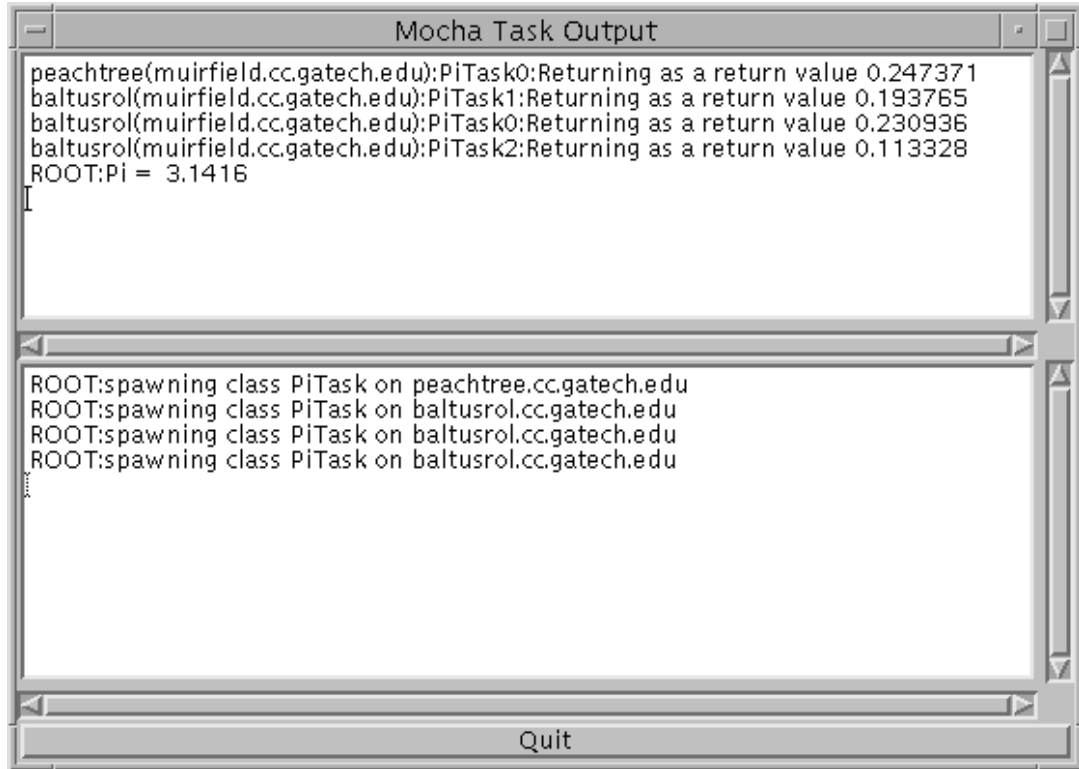 Mocha Task Output
peachtree(muirfield.cc.gatech.edu):PiTask0:Returning as a return value 0.247371
baltusrol(muirfield.cc.gatech.edu):PiTask1:Returning as a return value 0.193765
baltusrol(muirfield.cc.gatech.edu):PiTask0:Returning as a return value 0.230936
baltusrol(muirfield.cc.gatech.edu):PiTask2:Returning as a return value 0.113328
ROOT:Pi = 3.1416
ROOT:spawning class PiTask on peachtree.cc.gatech.edu
ROOT:spawning class PiTask on baltusrol.cc.gatech.edu
ROOT:spawning class PiTask on baltusrol.cc.gatech.edu
ROOT:spawning class PiTask on baltusrol.cc.gatech.edu
Quit